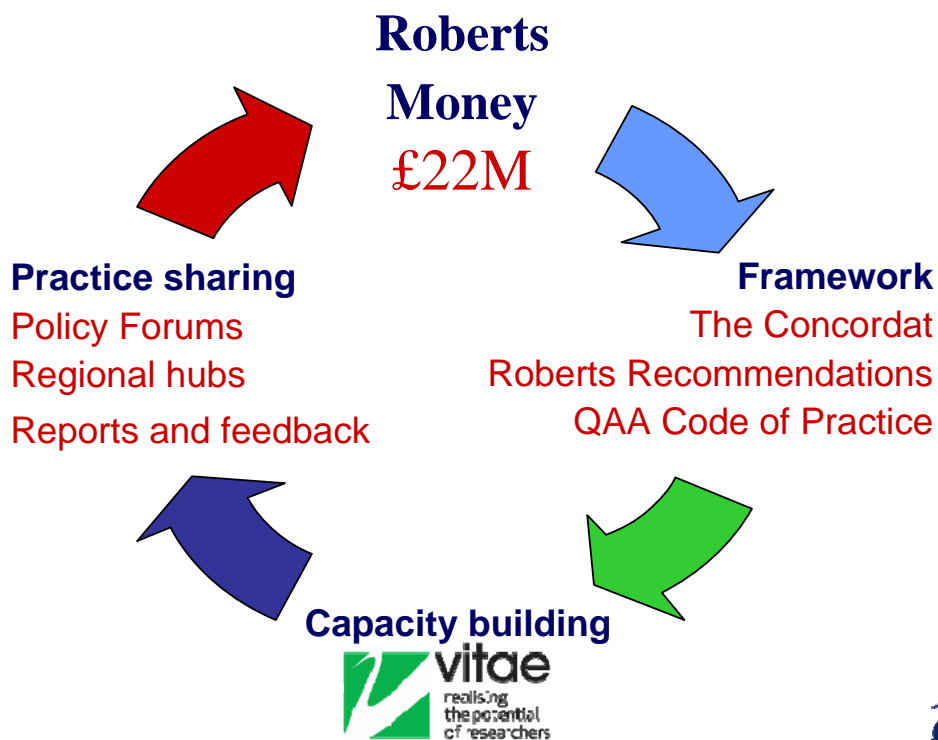 Roberts
Money
£22M
Practice sharing
Policy Forums
Regional hubs
Reports and feedback
Framework
The Concordat
Roberts Recommendations
QAA Code of Practice
Capacity building
vitae
realising
the potential
of researchers